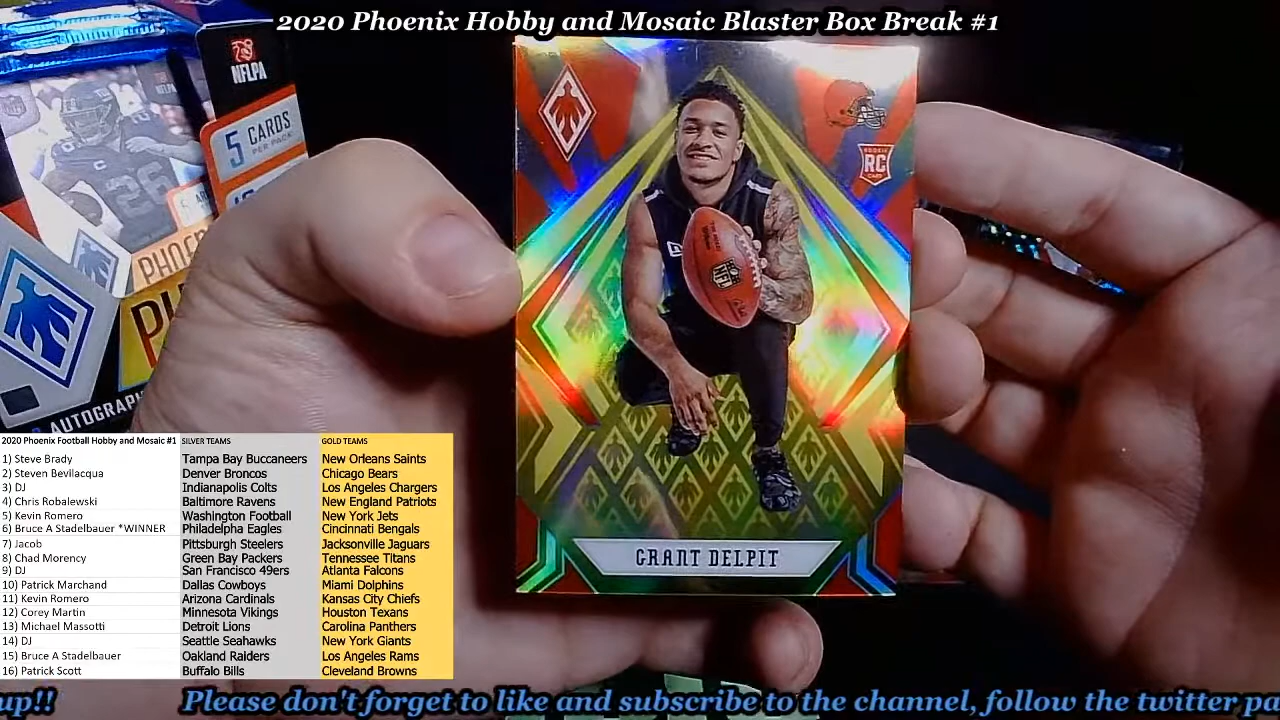 2020 Phoenix Hobby and Mosaic Blaster Box Break #1
NFLPA
5 CARDS
PER PACK
26
PHOE
AUTOGRAPH
ROOKIE
RC
CARD
NFL
GRANT DELPIT
2020 Phoenix Football Hobby and Mosaic #1 SILVER TEAMS GOLD TEAMS
1) Steve Brady Tampa Bay Buccaneers New Orleans Saints
2) Steven Bevilacqua Denver Broncos Chicago Bears
3) DJ Indianapolis Colts Los Angeles Chargers
4) Chris Robalewski Baltimore Ravens New England Patriots
5) Kevin Romero Washington Football New York Jets
6) Bruce A Stadelbauer *WINNER Philadelpha Eagles Cincinnati Bengals
7) Jacob Pittsburgh Steelers Jacksonville Jaguars
8) Chad Morency Green Bay Packers Tennessee Titans
9) DJ San Francisco 49ers Atlanta Falcons
10) Patrick Marchand Dallas Cowboys Miami Dolphins
11) Kevin Romero Arizona Cardinals Kansas City Chiefs
12) Corey Martin Minnesota Vikings Houston Texans
13) Michael Massotti Detroit Lions Carolina Panthers
14) DJ Seattle Seahawks New York Giants
15) Bruce A Stadelbauer Oakland Raiders Los Angeles Rams
16) Patrick Scott Buffalo Bills Cleveland Browns
up!! Please don't forget to like and subscribe to the channel, follow the twitter pa